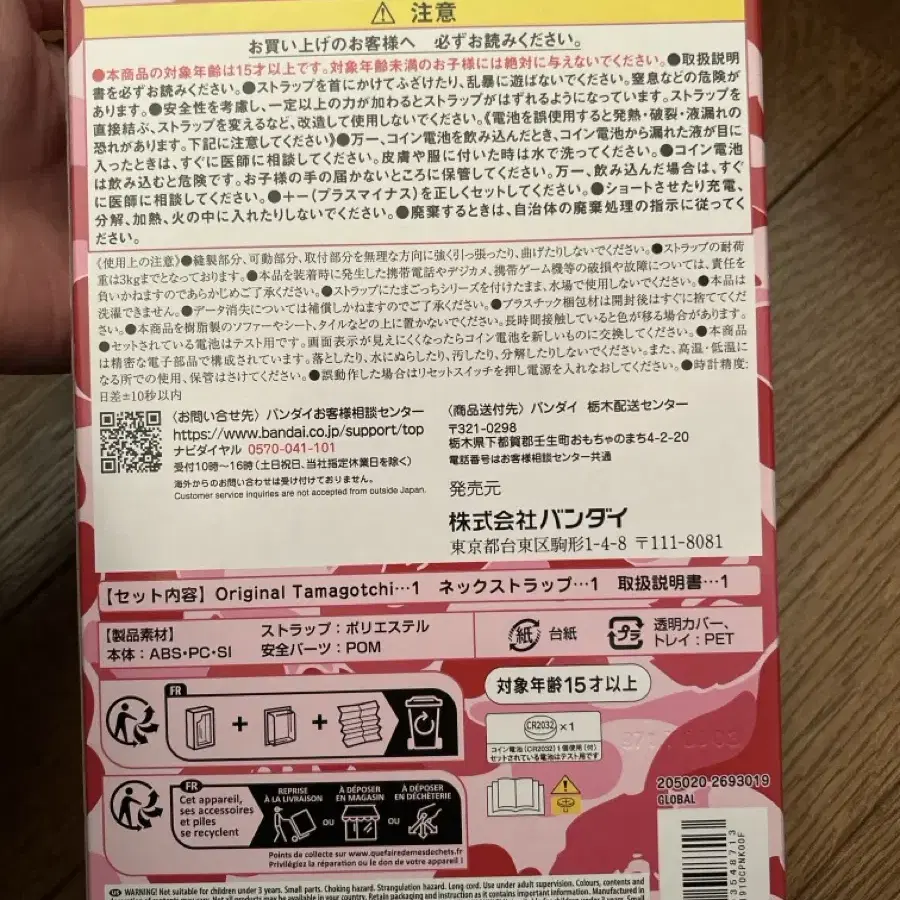 ⚠ 注意
お買い上げのお客様へ 必ずお読みください。
●本商品の対象年齢は15才以上です。対象年齢未満のお子様には絶対に与えないでください。●取扱説明
書を必ずお読みください。●ストラップを首にかけてふざけたり、乱暴に遊ばないでください。窒息などの危険が
あります。●安全性を考慮し、一定以上の力が加わるとストラップがはずれるようになっています。ストラップを
直接結ぶ、ストラップを変えるなど、改造して使用しないでください。《電池を誤使用すると発熱・破裂・液漏れの
恐れがあります。下記に注意してください》●万一、コイン電池を飲み込んだとき、コイン電池から漏れた液が目に
入ったときは、すぐに医師に相談してください。皮膚や服に付いた時は水で洗ってください。●コイン電池
は飲み込むと危険です。お子様の手の届かないところに保管してください。万一、飲み込んだ場合は、すぐ
に医師に相談してください。●+−(プラスマイナス)を正しくセットしてください。●ショートさせたり充電、
分解、加熱、火の中に入れたりしないでください。●廃棄するときは、自治体の廃棄処理の指示に従ってく
ださい。
《使用上の注意》●縫製部分、可動部分、取付部分を無理な方向に強く引っ張ったり、曲げたりしないでください。●ストラップの耐荷
重は3kgまでとなっております。●本品を装着時に発生した携帯電話やデジカメ、携帯ゲーム機等の破損や故障については、責任を
負いかねますのであらかじめご了承ください。●ストラップにたまごっちシリーズを付けたまま、水場で使用しないでください。●本品は
洗濯できません。●データ消失については補償しかねますのでご了承ください。●プラスチック梱包材は開封後はすぐに捨ててくだ
さい。●本商品を樹脂製のソファーやシート、タイルなどの上に置かないでください。長時間接触していると色が移る場合があります。
●セットされている電池はテスト用です。画面表示が見えにくくなったらコイン電池を新しいものに交換してください。●本商品
は精密な電子部品で構成されています。落としたり、水にぬらしたり、汚したり、分解したりしないでください。また、高温・低温に
なる所での使用、保管はさけてください。●誤動作した場合はリセットスイッチを押し電源を入れなおしてください。●時計精度:
日差±10秒以内
〈お問い合せ先〉バンダイお客様相談センター
https://www.bandai.co.jp/support/top
ナビダイヤル 0570-041-101
受付10時〜16時(土日祝日、当社指定休業日を除く)
海外からのお問い合わせは受け付けておりません。
Customer service inquiries are not accepted from outside Japan.
〈商品送付先〉バンダイ 栃木配送センター
〒321-0298
栃木県下都賀郡壬生町おもちゃのまち4-2-20
電話番号はお客様相談センター共通
発売元
株式会社バンダイ
東京都台東区駒形1-4-8 〒111-8081
【セット内容】Original Tamagotchi…1 ネックストラップ…1 取扱説明書…1
【製品素材】 ストラップ:ポリエステル
本体:ABS・PC・SI 安全パーツ:POM
紙 台紙
プラ 透明カバー、
トレイ:PET
FR
+ +
対象年齢15才以上
CR2032 ×1
コイン電池(CR2032)1個使用(付)
セットされている電池はテスト用です
FR
Cet appareil,
ses accessoires
et piles
se recyclent
REPRISE
À LA LIVRAISON
OU
À DÉPOSER
EN MAGASIN
OU
À DÉPOSER
EN DÉCHÈTERIE
Points de collecte sur www.quefairedemesdechets.fr
Privilégiez la réparation ou le don de votre appareil !
205020 2693019
GLOBAL
UK WARNING! Not suitable for children under 3 years. Small parts. Choking hazard. Strangulation hazard. Long cord. Use under adult supervision. Colours, contents and